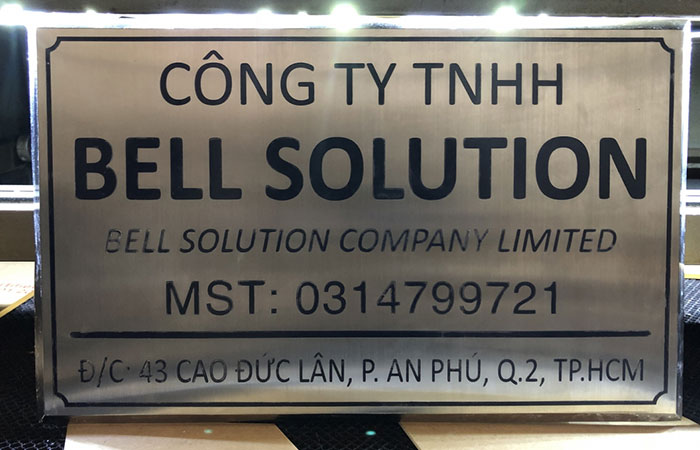 CÔNG TY TNHH
BELL SOLUTION
BELL SOLUTION COMPANY LIMITED
MST: 0314799721
Đ/C: 43 CAO ĐỨC LÂN, P. AN PHÚ, Q.2, TP.HCM